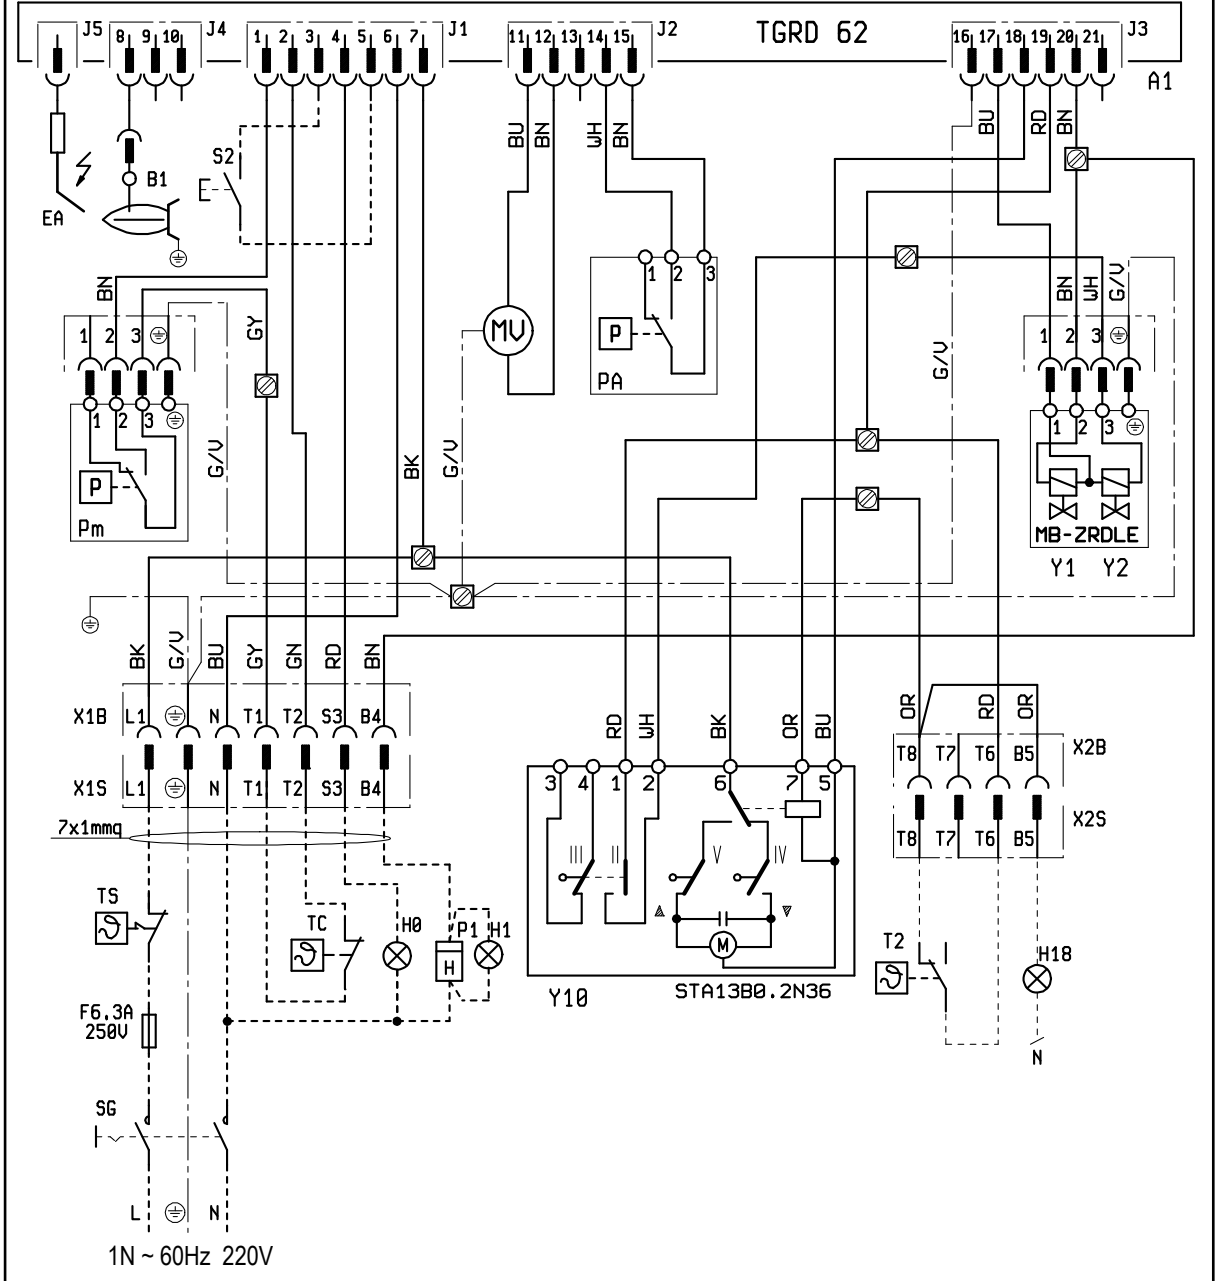 TGRD 62
J5 J4 J1 J2 J3
8 9 10 1 2 3 4 5 6 7 11 12 13 14 15 16 17 18 19 20 21
A1
BU BN WH BN BU RD BN
S2
B1
EA
BN GY
1 2 3
MV
P
PA
1 2 3
G/V
BN WH G/V
1 2 3
1 2 3
P
Pm
G/V
BK
G/V
1 2 3
MB-ZRDLE
Y1 Y2
BK G/V BU GY GN RD BN
X1B L1 N T1 T2 S3 B4
X1S L1 N T1 T2 S3 B4
7x1mmq
RD WH BK OR BU
3 4 1 2 6 7 5
OR RD OR
T8 T7 T6 B5 X2B
X2S
T8 T7 T6 B5
III II V IV
M
TS
TC
H0
P1 H1
H
Y10
STA13B0.2N36
T2
H18
N
F6.3A
250V
SG
L N
1N ~ 60Hz 220V